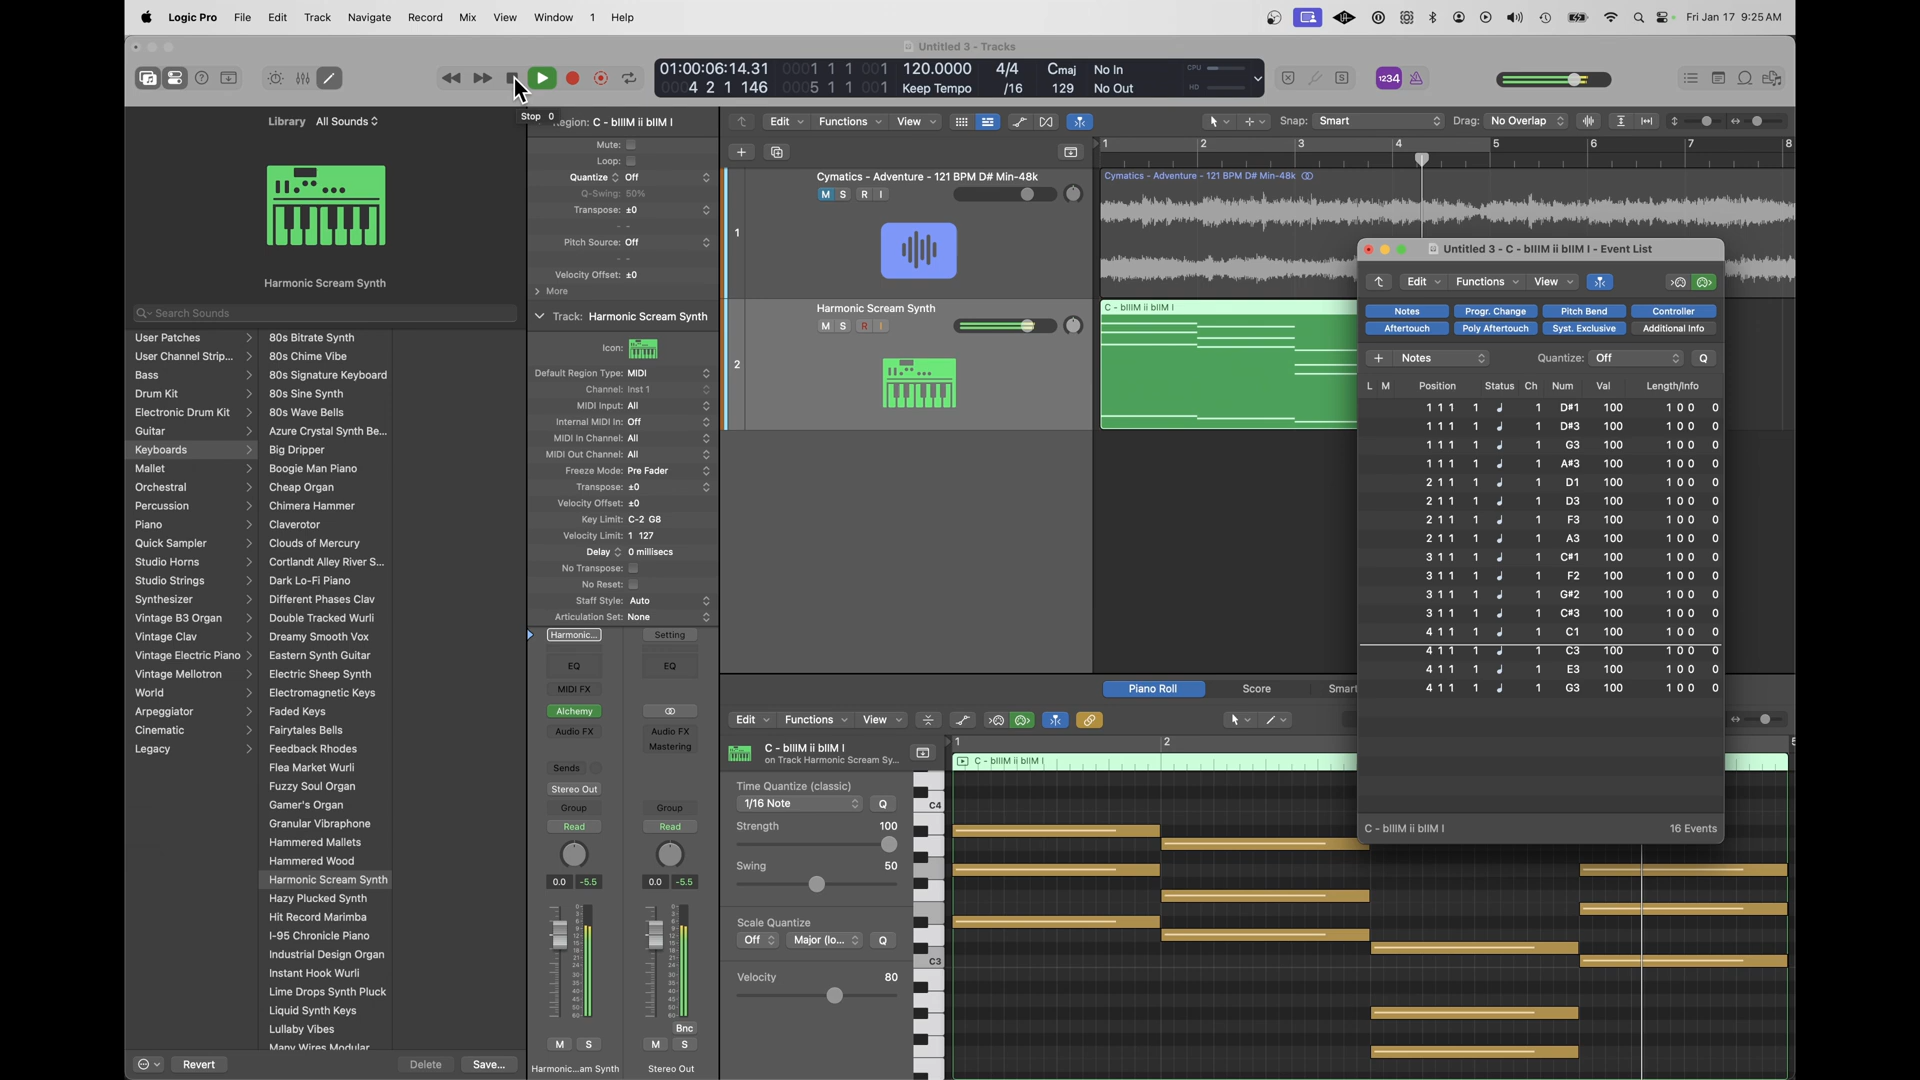 Logic Pro File Edit Track Navigate Record Mix View Window 1 Help
Fri Jan 17 9:25 AM
Untitled 3 - Tracks
01:00:06:14.31 0001 1 1 001 120.0000 4/4 Cmaj No In CPU
0004 2 1 146 0005 1 1 001 Keep Tempo /16 129 No Out HD
1234
Stop 0
Library All Sounds
Harmonic Scream Synth
Search Sounds
User Patches
User Channel Strip...
Bass
Drum Kit
Electronic Drum Kit
Guitar
Keyboards
Mallet
Orchestral
Percussion
Piano
Quick Sampler
Studio Horns
Studio Strings
Synthesizer
Vintage B3 Organ
Vintage Clav
Vintage Electric Piano
Vintage Mellotron
World
Arpeggiator
Cinematic
Legacy
80s Bitrate Synth
80s Chime Vibe
80s Signature Keyboard
80s Sine Synth
80s Wave Bells
Azure Crystal Synth Be...
Big Dripper
Boogie Man Piano
Cheap Organ
Chimera Hammer
Claverotor
Clouds of Mercury
Cortlandt Alley River S...
Dark Lo-Fi Piano
Different Phases Clav
Double Tracked Wurli
Dreamy Smooth Vox
Eastern Synth Guitar
Electric Sheep Synth
Electromagnetic Keys
Faded Keys
Fairytales Bells
Feedback Rhodes
Flea Market Wurli
Fuzzy Soul Organ
Gamer's Organ
Granular Vibraphone
Hammered Mallets
Hammered Wood
Harmonic Scream Synth
Hazy Plucked Synth
Hit Record Marimba
I-95 Chronicle Piano
Industrial Design Organ
Instant Hook Wurli
Lime Drops Synth Pluck
Liquid Synth Keys
Lullaby Vibes
Many Wires Modular
Revert Delete Save...
Region: C - bIIIM ii bIIM I
Mute:
Loop:
Quantize Off
Q-Swing: 50%
Transpose: ±0
Pitch Source: Off
Velocity Offset: ±0
More
Track: Harmonic Scream Synth
Icon:
Default Region Type: MIDI
Channel: Inst 1
MIDI Input: All
Internal MIDI In: Off
MIDI In Channel: All
MIDI Out Channel: All
Freeze Mode: Pre Fader
Transpose: ±0
Velocity Offset: ±0
Key Limit: C-2 G8
Velocity Limit: 1 127
Delay 0 millisecs
No Transpose:
No Reset:
Staff Style: Auto
Articulation Set: None
Harmonic... Setting
EQ EQ
MIDI FX
Alchemy
Audio FX Audio FX
Mastering
Sends
Stereo Out
Group Group
Read Read
0.0 -5.5 0.0 -5.5
Bnc
M S M S
Harmonic...am Synth Stereo Out
Edit Functions View Snap: Smart Drag: No Overlap
1 2 3 4 5 6 7 8
1
Cymatics - Adventure - 121 BPM D# Min-48k
M S R I
Cymatics - Adventure - 121 BPM D# Min-48k
2
Harmonic Scream Synth
M S R I
C - bIIIM ii bIIM I
Untitled 3 - C - bIIIM ii bIIM I - Event List
Edit Functions View
Notes Progr. Change Pitch Bend Controller
Aftertouch Poly Aftertouch Syst. Exclusive Additional Info
Notes Quantize: Off Q
L M Position Status Ch Num Val Length/Info
1 1 1 1 1 D#1 100 1 0 0 0
1 1 1 1 1 D#3 100 1 0 0 0
1 1 1 1 1 G3 100 1 0 0 0
1 1 1 1 1 A#3 100 1 0 0 0
2 1 1 1 1 D1 100 1 0 0 0
2 1 1 1 1 D3 100 1 0 0 0
2 1 1 1 1 F3 100 1 0 0 0
2 1 1 1 1 A3 100 1 0 0 0
3 1 1 1 1 C#1 100 1 0 0 0
3 1 1 1 1 F2 100 1 0 0 0
3 1 1 1 1 G#2 100 1 0 0 0
3 1 1 1 1 C#3 100 1 0 0 0
4 1 1 1 1 C1 100 1 0 0 0
4 1 1 1 1 C3 100 1 0 0 0
4 1 1 1 1 E3 100 1 0 0 0
4 1 1 1 1 G3 100 1 0 0 0
C - bIIIM ii bIIM I 16 Events
Piano Roll Score Smart
Edit Functions View
C - bIIIM ii bIIM I
on Track Harmonic Scream Sy...
1 2 5
C - bIIIM ii bIIM I
Time Quantize (classic)
1/16 Note Q
Strength 100
Swing 50
Scale Quantize
Off Major (Io... Q
Velocity 80
C4
C3